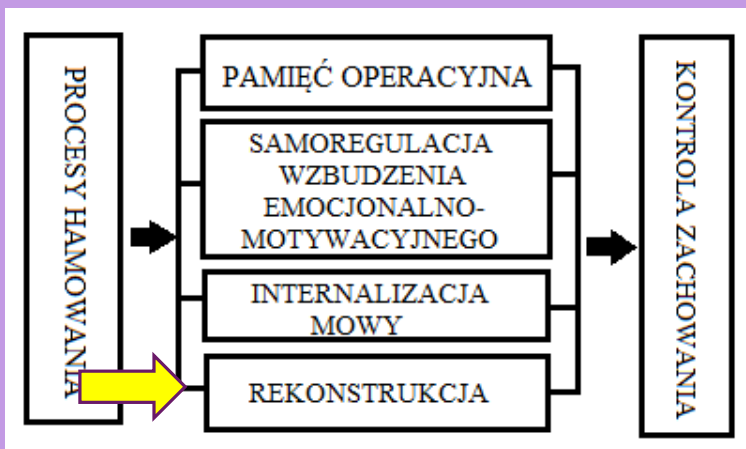 PROCESY HAMOWANIA
PAMIĘĆ OPERACYJNA
SAMOREGULACJA
WZBUDZENIA
EMOCJONALNO-
MOTYWACYJNEGO
INTERNALIZACJA
MOWY
REKONSTRUKCJA
KONTROLA ZACHOWANIA